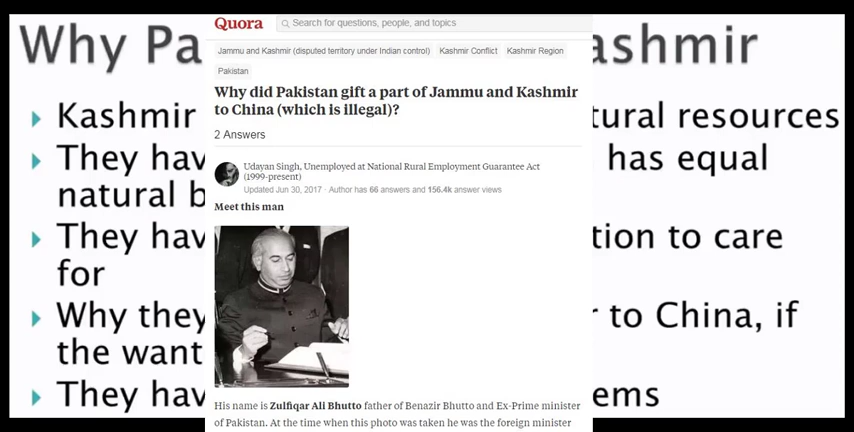 Why Pa
ashmir
Kashmir
tural resources
They hav
has equal
natural b
They hav
tion to care
for
Why they
r to China, if
the want
They hav
ems
Quora
Search for questions, people, and topics
Jammu and Kashmir (disputed territory under Indian control) Kashmir Conflict Kashmir Region
Pakistan
Why did Pakistan gift a part of Jammu and Kashmir
to China (which is illegal)?
2 Answers
Udayan Singh, Unemployed at National Rural Employment Guarantee Act
(1999-present)
Updated Jun 30, 2017 · Author has 66 answers and 156.4k answer views
Meet this man
His name is Zulfiqar Ali Bhutto father of Benazir Bhutto and Ex-Prime minister
of Pakistan. At the time when this photo was taken he was the foreign minister